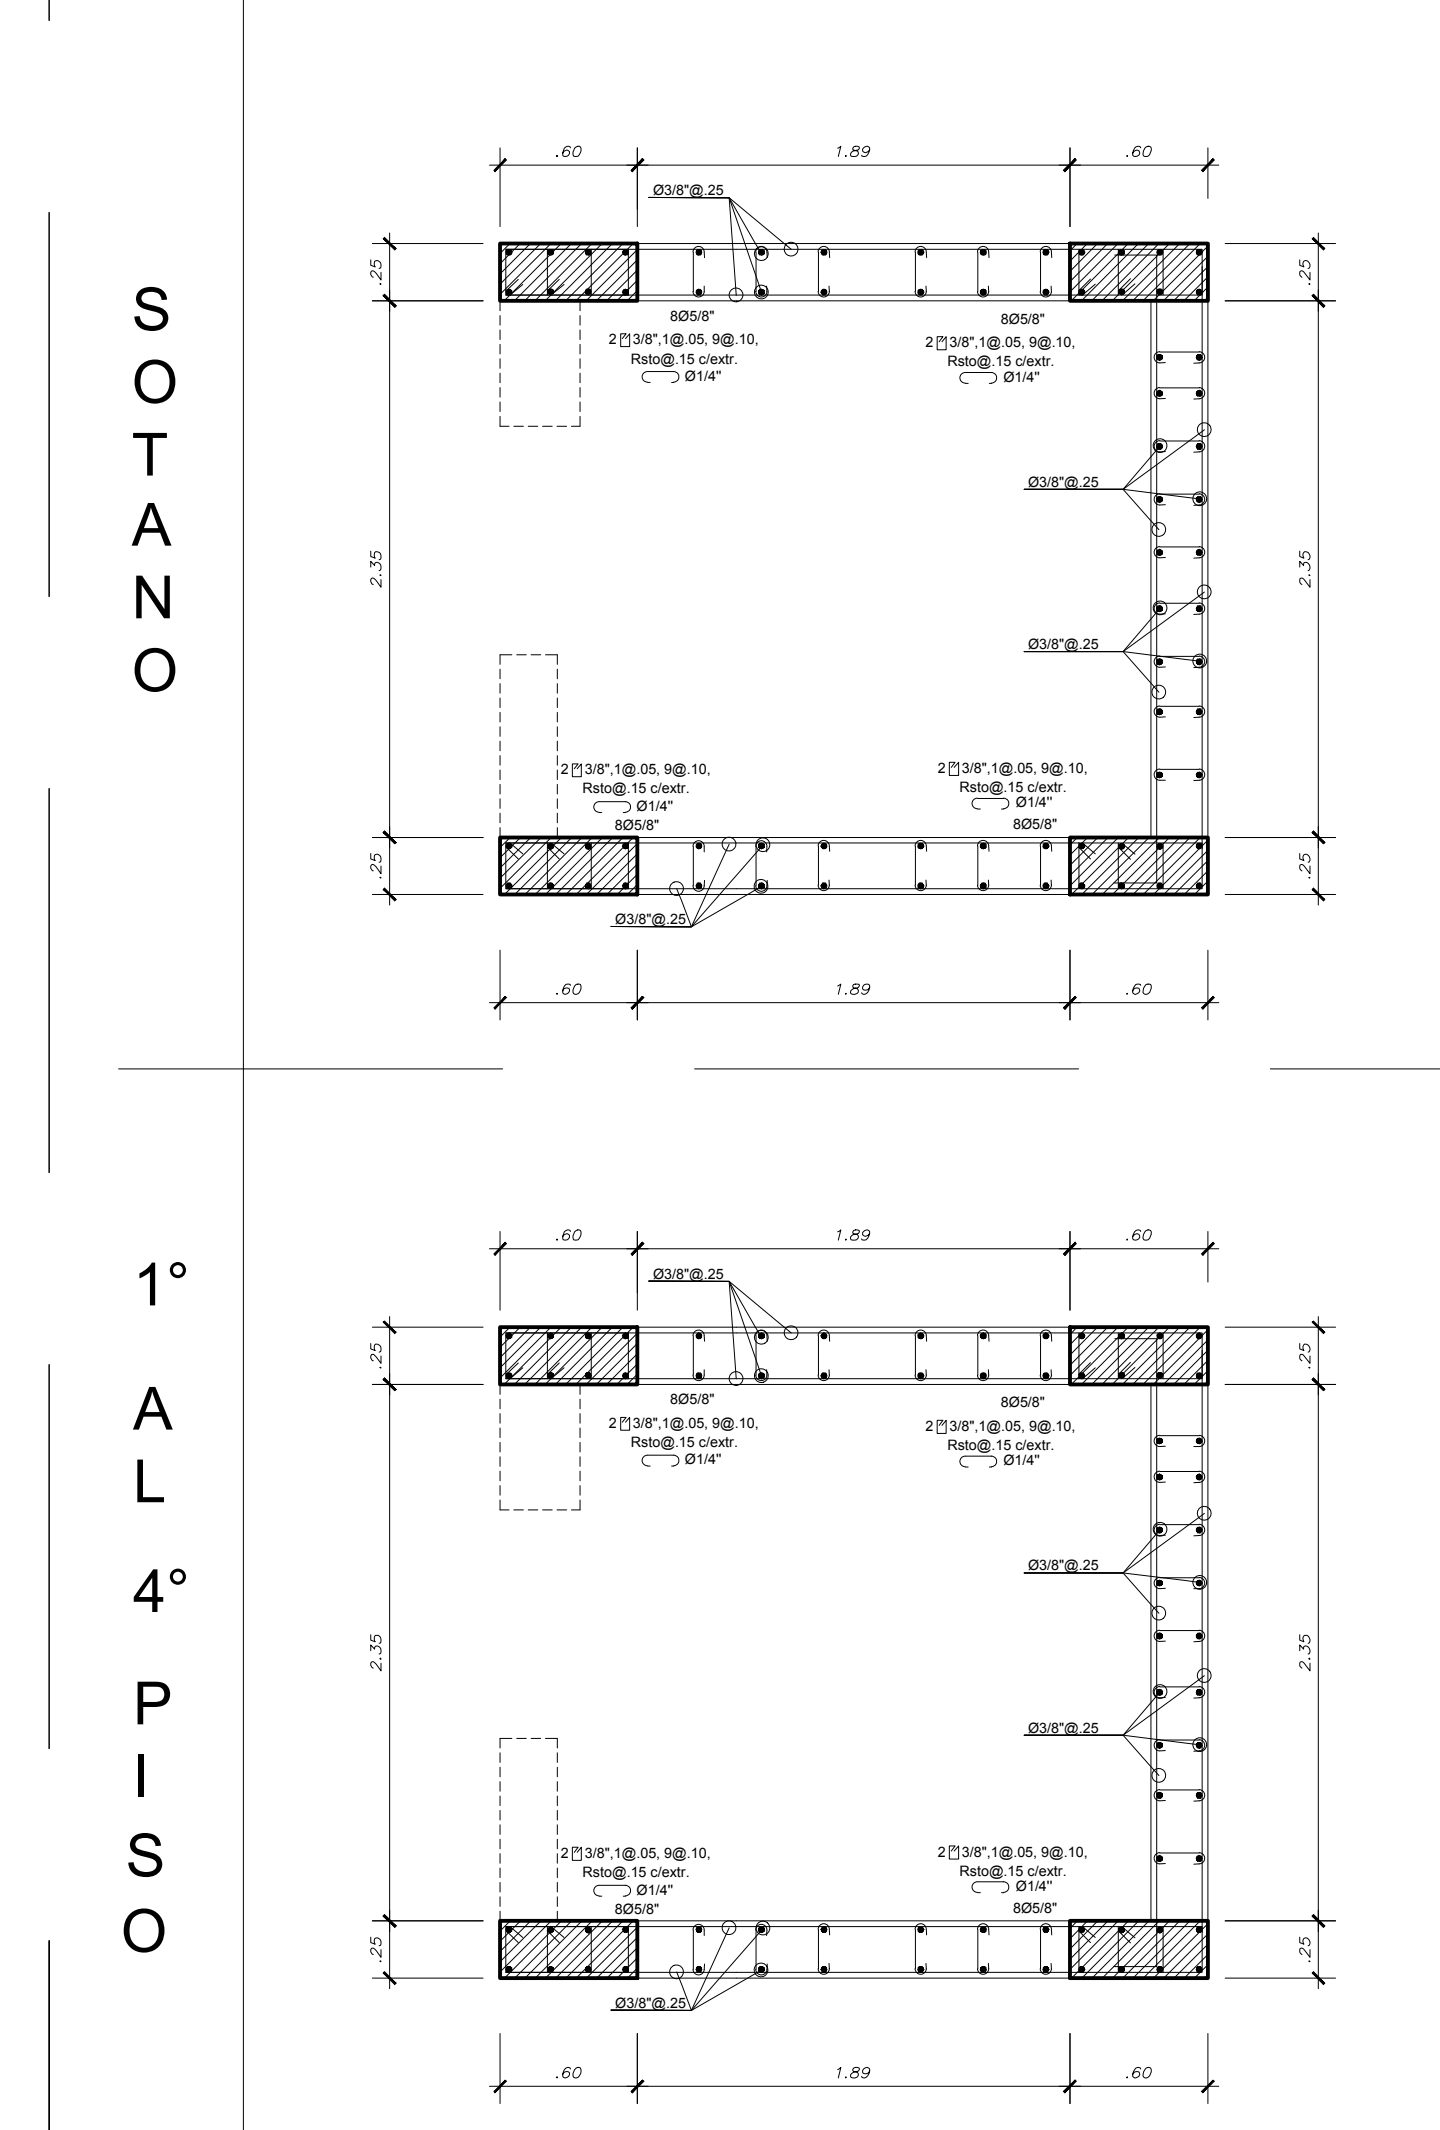 SOTANO
.60 1.89 .60
Ø3/8"@.25
.25 .25
8Ø5/8" 8Ø5/8"
2 3/8",1@.05, 9@.10, 2 3/8",1@.05, 9@.10,
Rsto@.15 c/extr. Rsto@.15 c/extr.
Ø1/4" Ø1/4"
Ø3/8"@.25
2.35 2.35
Ø3/8"@.25
2 3/8",1@.05, 9@.10, 2 3/8",1@.05, 9@.10,
Rsto@.15 c/extr. Rsto@.15 c/extr.
Ø1/4" Ø1/4"
8Ø5/8" 8Ø5/8"
.25 .25
Ø3/8"@.25
.60 1.89 .60
1° AL 4° PISO
.60 1.89 .60
Ø3/8"@.25
.25 .25
8Ø5/8" 8Ø5/8"
2 3/8",1@.05, 9@.10, 2 3/8",1@.05, 9@.10,
Rsto@.15 c/extr. Rsto@.15 c/extr.
Ø1/4" Ø1/4"
Ø3/8"@.25
2.35 2.35
Ø3/8"@.25
2 3/8",1@.05, 9@.10, 2 3/8",1@.05, 9@.10,
Rsto@.15 c/extr. Rsto@.15 c/extr.
Ø1/4" Ø1/4"
8Ø5/8" 8Ø5/8"
.25 .25
Ø3/8"@.25
.60 1.89 .60